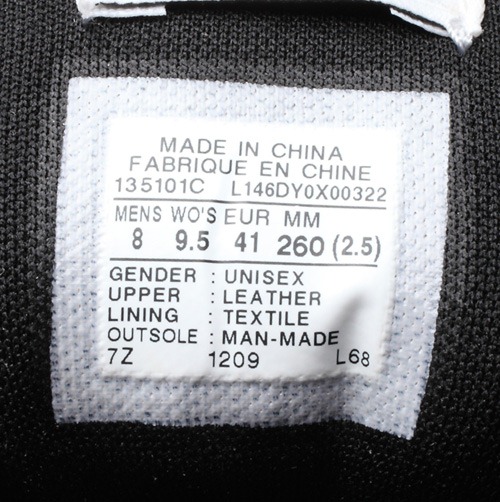 MADE IN CHINA
FABRIQUE EN CHINE
135101C L146DY0X00322
MENS WO'S EUR MM
8 9.5 41 260 (2.5)
GENDER : UNISEX
UPPER : LEATHER
LINING : TEXTILE
OUTSOLE : MAN-MADE
7Z 1209 L68